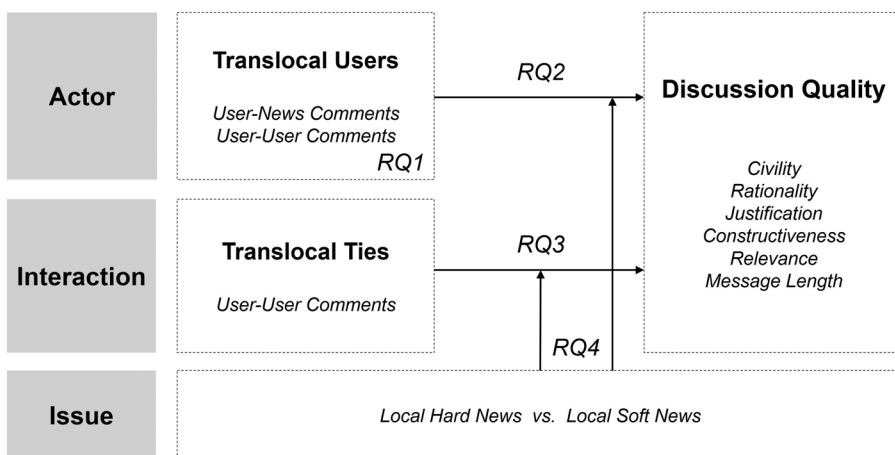 Actor
Translocal Users
User-News Comments
User-User Comments
RQ1
RQ2
Discussion Quality
Civility
Rationality
Justification
Constructiveness
Relevance
Message Length
Interaction
Translocal Ties
User-User Comments
RQ3
RQ4
Issue
Local Hard News vs. Local Soft News